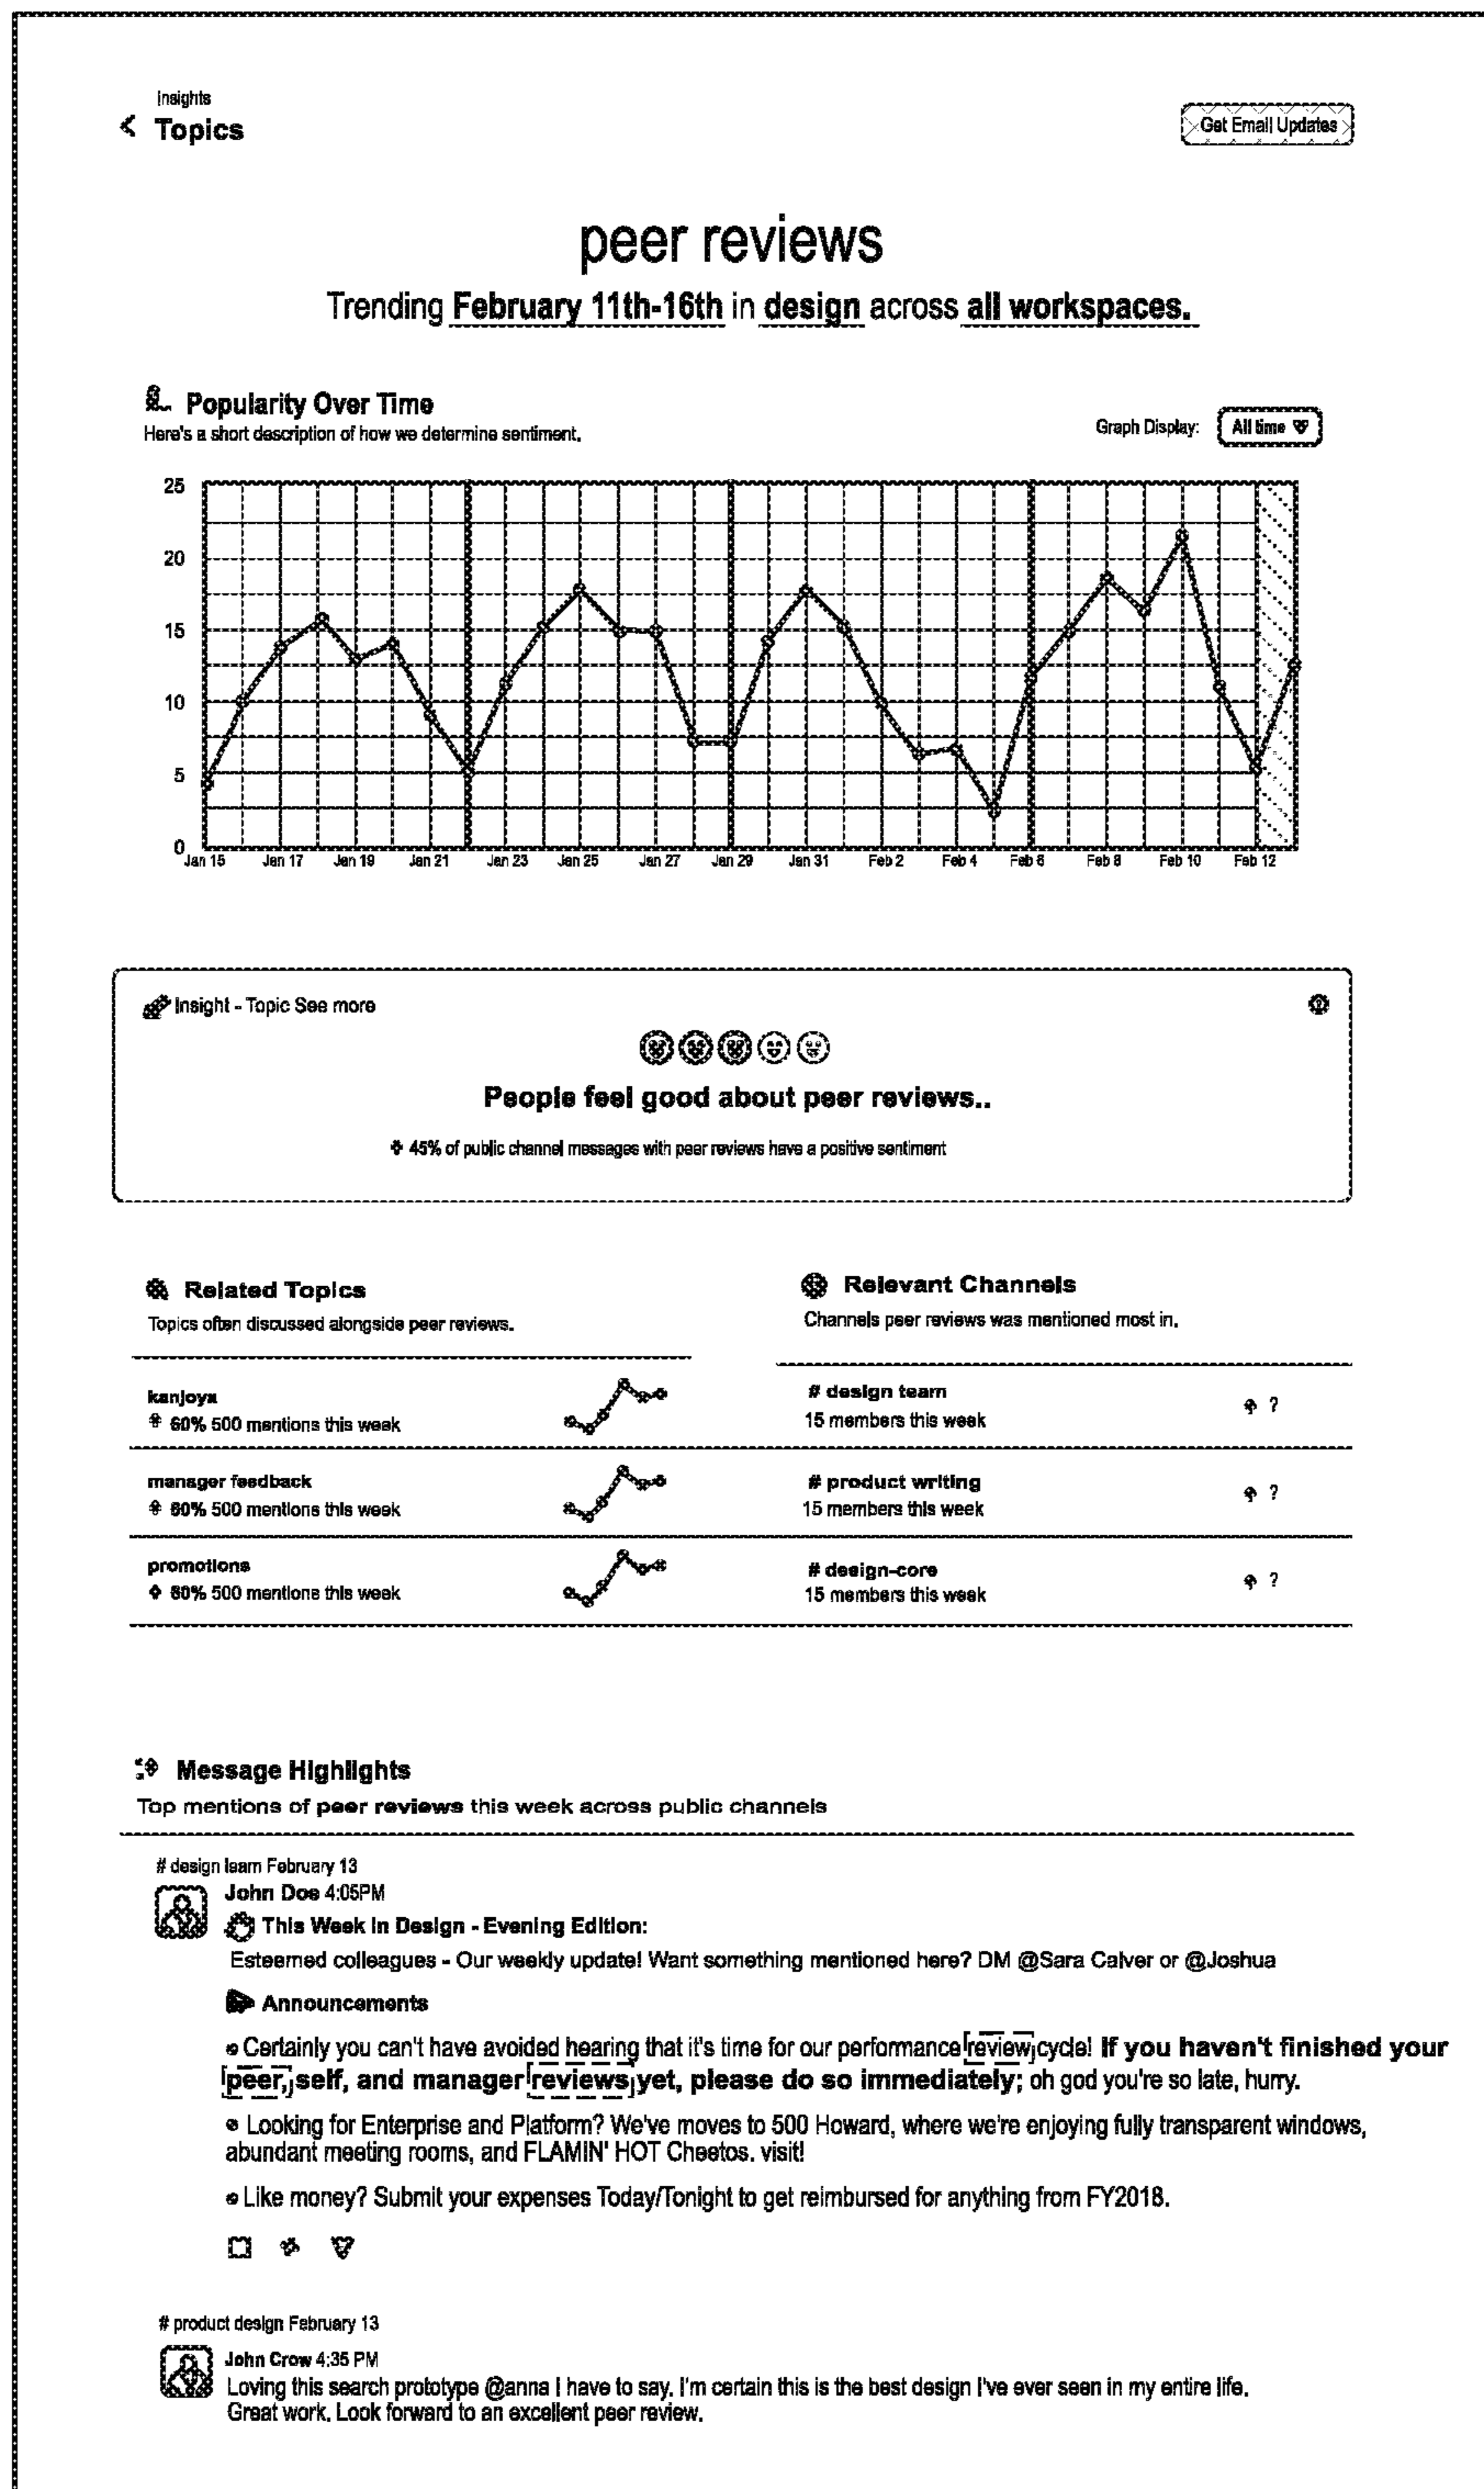 Insights
< Topics
Get Email Updates
peer reviews
Trending February 11th-16th in design across all workspaces.
Popularity Over Time
Here's a short description of how we determine sentiment.
Graph Display: All time
25
20
15
10
5
0
Jan 15 Jan 17 Jan 19 Jan 21 Jan 23 Jan 25 Jan 27 Jan 29 Jan 31 Feb 2 Feb 4 Feb 6 Feb 8 Feb 10 Feb 12
Insight - Topic See more
People feel good about peer reviews..
45% of public channel messages with peer reviews have a positive sentiment
Related Topics
Topics often discussed alongside peer reviews.
kanjoya
60% 500 mentions this week
manager feedback
80% 500 mentions this week
promotions
80% 500 mentions this week
Relevant Channels
Channels peer reviews was mentioned most in.
# design team
15 members this week
?
# product writing
15 members this week
?
# design-core
15 members this week
?
Message Highlights
Top mentions of peer reviews this week across public channels
# design team February 13
John Doe 4:05PM
This Week in Design - Evening Edition:
Esteemed colleagues - Our weekly update! Want something mentioned here? DM @Sara Calver or @Joshua
Announcements
• Certainly you can't have avoided hearing that it's time for our performance review cycle! If you haven't finished your
peer, self, and manager reviews yet, please do so immediately; oh god you're so late, hurry.
• Looking for Enterprise and Platform? We've moves to 500 Howard, where we're enjoying fully transparent windows,
abundant meeting rooms, and FLAMIN' HOT Cheetos. visit!
• Like money? Submit your expenses Today/Tonight to get reimbursed for anything from FY2018.
# product design February 13
John Crow 4:35 PM
Loving this search prototype @anna I have to say. I'm certain this is the best design I've ever seen in my entire life.
Great work. Look forward to an excellent peer review.